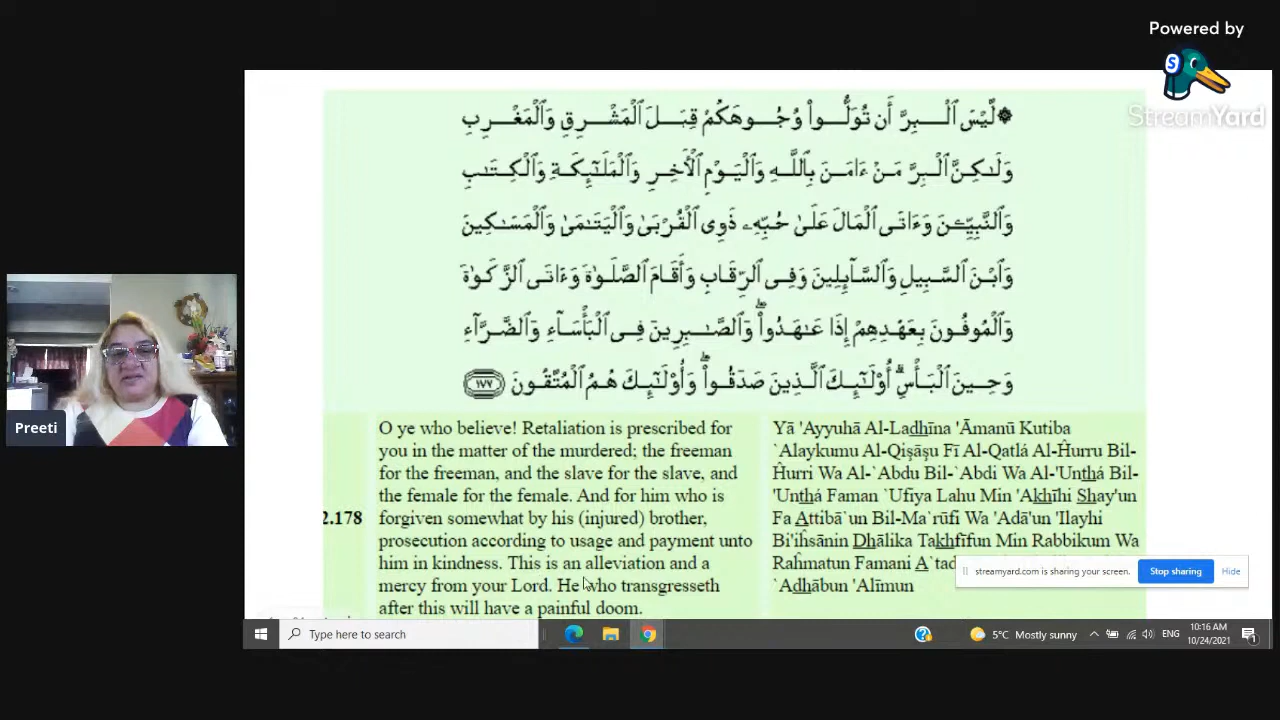 Powered by
StreamYard
۞لَّيْسَ ٱلْبِرَّ أَن تُوَلُّوا۟ وُجُوهَكُمْ قِبَلَ ٱلْمَشْرِقِ وَٱلْمَغْرِبِ
وَلَـٰكِنَّ ٱلْبِرَّ مَنْ ءَامَنَ بِٱللَّهِ وَٱلْيَوْمِ ٱلْأَخِرِ وَٱلْمَلَـٰٓئِكَةِ وَٱلْكِتَـٰبِ
وَٱلنَّبِيِّـۧنَ وَءَاتَى ٱلْمَالَ عَلَىٰ حُبِّهِۦ ذَوِى ٱلْقُرْبَىٰ وَٱلْيَتَـٰمَىٰ وَٱلْمَسَـٰكِينَ
وَٱبْنَ ٱلسَّبِيلِ وَٱلسَّآئِلِينَ وَفِى ٱلرِّقَابِ وَأَقَامَ ٱلصَّلَوٰةَ وَءَاتَى ٱلزَّكَوٰةَ
وَٱلْمُوفُونَ بِعَهْدِهِمْ إِذَا عَـٰهَدُوا۟ۖ وَٱلصَّـٰبِرِينَ فِى ٱلْبَأْسَآءِ وَٱلضَّرَّآءِ
وَحِينَ ٱلْبَأْسِۗ أُو۟لَـٰٓئِكَ ٱلَّذِينَ صَدَقُوا۟ۖ وَأُو۟لَـٰٓئِكَ هُمُ ٱلْمُتَّقُونَ ١٧٧
2.178
O ye who believe! Retaliation is prescribed for
you in the matter of the murdered; the freeman
for the freeman, and the slave for the slave, and
the female for the female. And for him who is
forgiven somewhat by his (injured) brother,
prosecution according to usage and payment unto
him in kindness. This is an alleviation and a
mercy from your Lord. He who transgresseth
after this will have a painful doom.
Yā 'Ayyuhā Al-Ladhīna 'Āmanū Kutiba
`Alaykumu Al-Qişāşu Fī Al-Qatlá Al-Ĥurru Bil-
Ĥurri Wa Al-`Abdu Bil-`Abdi Wa Al-'Unthá Bil-
'Unthá Faman `Ufiya Lahu Min 'Akhīhi Shay'un
Fa Attibā`un Bil-Ma`rūfi Wa 'Adā'un 'Ilayhi
Bi'iĥsānin Dhālika Takhfīfun Min Rabbikum Wa
Raĥmatun Famani A`tad
`Adhābun 'Alīmun
streamyard.com is sharing your screen. Stop sharing Hide
Preeti
Type here to search
5°C Mostly sunny
ENG
10:16 AM
10/24/2021